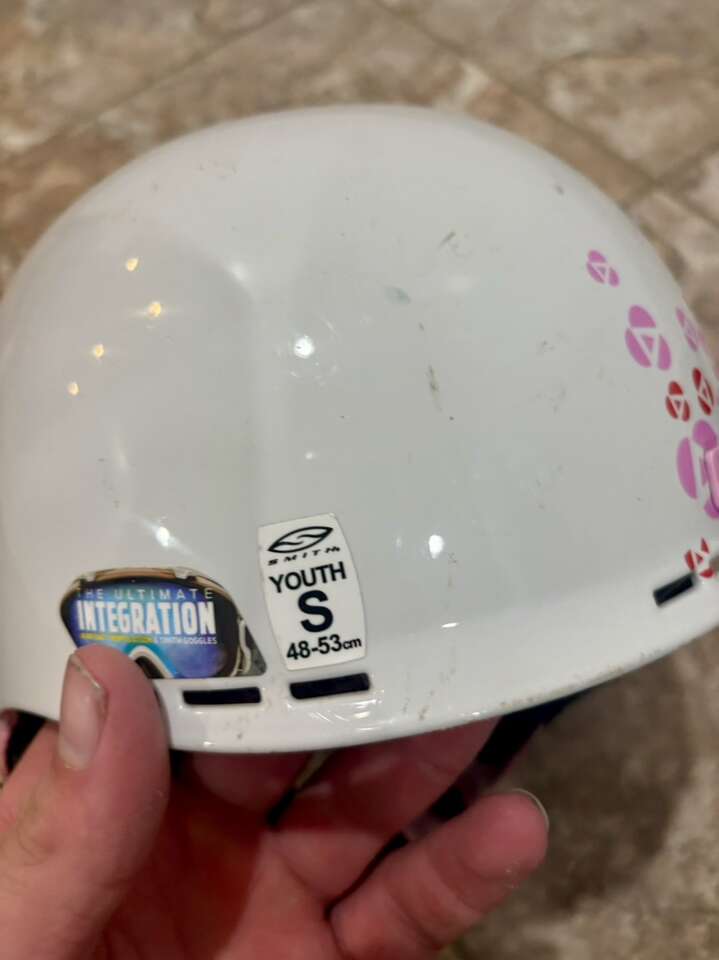 THE ULTIMATE
INTEGRATION
SMITH
YOUTH
S
48-53cm